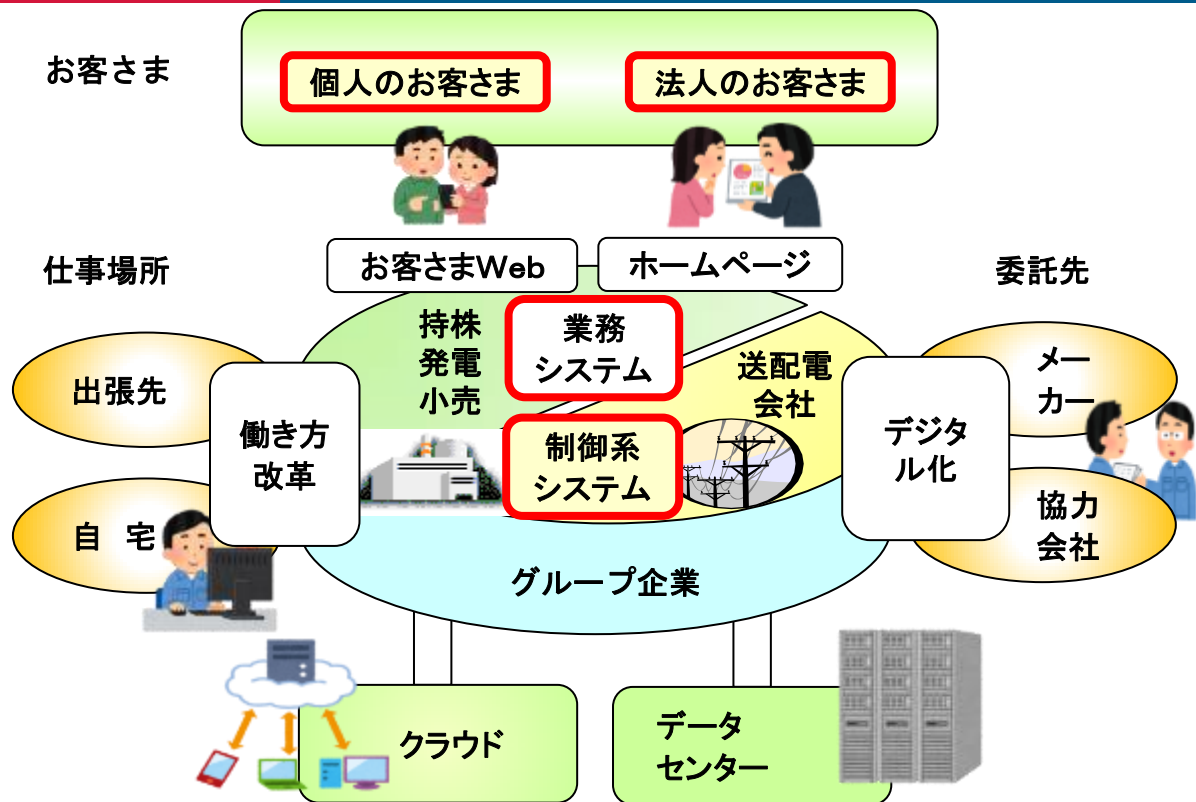 お客さま
個人のお客さま
法人のお客さま
お客さまWeb
ホームページ
仕事場所
委託先
持株
発電
小売
業務
システム
送配電
会社
出張先
自 宅
働き方
改革
制御系
システム
デジタ
ル化
メー
カー
協力
会社
グループ企業
クラウド
データ
センター